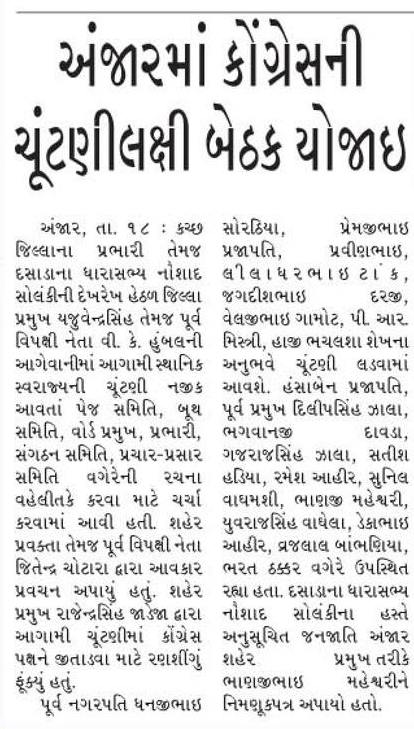 અંજારમાં કોંગ્રેસની
ચૂંટણીલક્ષી બેઠક યોજાઇ
અંજાર, તા. ૧૮ : કચ્છ
જિલ્લાના પ્રભારી તેમજ
દસાડાના ધારાસભ્ય નૌશાદ
સોલંકીની દેખરેખ હેઠળ જિલ્લા
પ્રમુખ યજુવેન્દ્રસિંહ તેમજ પૂર્વ
વિપક્ષી નેતા વી. કે. હુંબલની
આગેવાનીમાં આગામી સ્થાનિક
સ્વરાજ્યની ચૂંટણી નજીક
આવતાં પેજ સમિતિ, બૂથ
સમિતિ, વોર્ડ પ્રમુખ, પ્રભારી,
સંગઠન સમિતિ, પ્રચાર-પ્રસાર
સમિતિ વગેરેની રચના
વહેલીતકે કરવા માટે ચર્ચા
કરવામાં આવી હતી. શહેર
પ્રવક્તા તેમજ પૂર્વ વિપક્ષી નેતા
જિતેન્દ્ર ચોટારા દ્વારા આવકાર
પ્રવચન અપાયું હતું. શહેર
પ્રમુખ રાજેન્દ્રસિંહ જાડેજા દ્વારા
આગામી ચૂંટણીમાં કોંગ્રેસ
પક્ષને જીતાડવા માટે રણશીંગું
ફૂંક્યું હતું.
પૂર્વ નગરપતિ ધનજીભાઇ
સોરઠિયા, પ્રેમજીભાઇ
પ્રજાપતિ, પ્રવીણભાઇ,
લીલાધરભાઇ ટાંક,
જગદીશભાઇ દરજી,
વેલજીભાઇ ગામોટ, પી. આર.
મિસ્ત્રી, હાજી ભચલશા શેખના
અનુભવે ચૂંટણી લડવામાં
આવશે. હંસાબેન પ્રજાપતિ,
પૂર્વ પ્રમુખ દિલીપસિંહ ઝાલા,
ભગવાનજી દાવડા,
ગજરાજસિંહ ઝાલા, સતીશ
હડિયા, રમેશ આહીર, સુનિલ
વાઘમશી, ભાણજી મહેશ્વરી,
યુવરાજસિંહ વાઘેલા, ડેકાભાઇ
આહીર, વ્રજલાલ બાંભણિયા,
ભરત ઠક્કર વગેરે ઉપસ્થિત
રહ્યા હતા. દસાડાના ધારાસભ્ય
નૌશાદ સોલંકીના હસ્તે
અનુસૂચિત જનજાતિ અંજાર
શહેર પ્રમુખ તરીકે
ભાણજીભાઇ મહેશ્વરીને
નિમણૂકપત્ર અપાયો હતો.